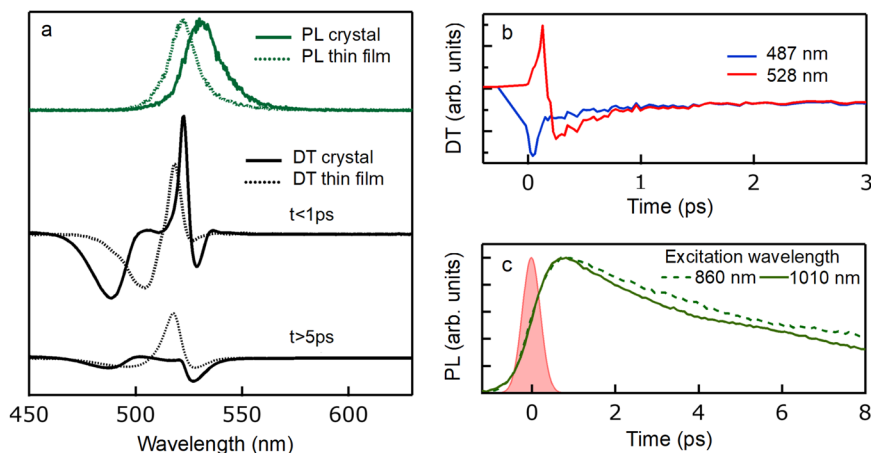 a
PL crystal
PL thin film
DT crystal
DT thin film
t<1ps
t>5ps
450
500
550
600
Wavelength (nm)
b
487 nm
528 nm
DT (arb. units)
0
1
2
3
Time (ps)
c
Excitation wavelength
860 nm
1010 nm
PL (arb. units)
0
2
4
6
8
Time (ps)